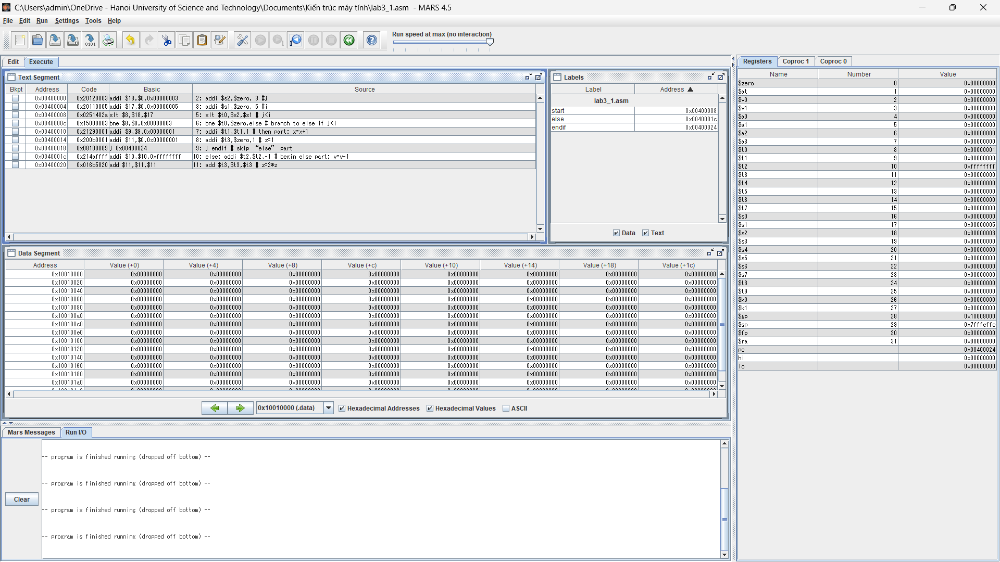 C:\Users\admin\OneDrive - Hanoi University of Science and Technology\Documents\Kiến trúc máy tính\lab3_1.asm - MARS 4.5
File Edit Run Settings Tools Help
Run speed at max (no interaction)
Edit Execute
Text Segment
Bkpt Address Code Basic Source
0x00400000 0x20120003 addi $18,$0,0x00000003 2: addi $s2,$zero, 3 #j
0x00400004 0x20110005 addi $17,$0,0x00000005 3: addi $s1,$zero, 5 #i
0x00400008 0x0251402a slt $8,$18,$17 5: slt $t0,$s2,$s1 # j<i
0x0040000c 0x15000003 bne $8,$0,0x00000003 6: bne $t0,$zero,else # branch to else if j<i
0x00400010 0x21290001 addi $9,$9,0x00000001 7: addi $t1,$t1,1 # then part: x=x+1
0x00400014 0x200b0001 addi $11,$0,0x00000001 8: addi $t3,$zero,1 # z=1
0x00400018 0x08100009 j 0x00400024 9: j endif # skip “else” part
0x0040001c 0x214affff addi $10,$10,0xffffffff 10: else: addi $t2,$t2,-1 # begin else part: y=y-1
0x00400020 0x016b5820 add $11,$11,$11 11: add $t3,$t3,$t3 # z=2*z
Labels
Label Address ▲
lab3_1.asm
start 0x00400008
else 0x0040001c
endif 0x00400024
Data Text
Data Segment
Address Value (+0) Value (+4) Value (+8) Value (+c) Value (+10) Value (+14) Value (+18) Value (+1c)
0x10010000 0x00000000 0x00000000 0x00000000 0x00000000 0x00000000 0x00000000 0x00000000 0x00000000
0x10010020 0x00000000 0x00000000 0x00000000 0x00000000 0x00000000 0x00000000 0x00000000 0x00000000
0x10010040 0x00000000 0x00000000 0x00000000 0x00000000 0x00000000 0x00000000 0x00000000 0x00000000
0x10010060 0x00000000 0x00000000 0x00000000 0x00000000 0x00000000 0x00000000 0x00000000 0x00000000
0x10010080 0x00000000 0x00000000 0x00000000 0x00000000 0x00000000 0x00000000 0x00000000 0x00000000
0x100100a0 0x00000000 0x00000000 0x00000000 0x00000000 0x00000000 0x00000000 0x00000000 0x00000000
0x100100c0 0x00000000 0x00000000 0x00000000 0x00000000 0x00000000 0x00000000 0x00000000 0x00000000
0x100100e0 0x00000000 0x00000000 0x00000000 0x00000000 0x00000000 0x00000000 0x00000000 0x00000000
0x10010100 0x00000000 0x00000000 0x00000000 0x00000000 0x00000000 0x00000000 0x00000000 0x00000000
0x10010120 0x00000000 0x00000000 0x00000000 0x00000000 0x00000000 0x00000000 0x00000000 0x00000000
0x10010140 0x00000000 0x00000000 0x00000000 0x00000000 0x00000000 0x00000000 0x00000000 0x00000000
0x10010160 0x00000000 0x00000000 0x00000000 0x00000000 0x00000000 0x00000000 0x00000000 0x00000000
0x10010180 0x00000000 0x00000000 0x00000000 0x00000000 0x00000000 0x00000000 0x00000000 0x00000000
0x100101a0 0x00000000 0x00000000 0x00000000 0x00000000 0x00000000 0x00000000 0x00000000 0x00000000
0x10010000 (.data) Hexadecimal Addresses Hexadecimal Values ASCII
Mars Messages Run I/O
-- program is finished running (dropped off bottom) --
-- program is finished running (dropped off bottom) --
Clear
-- program is finished running (dropped off bottom) --
-- program is finished running (dropped off bottom) --
Registers Coproc 1 Coproc 0
Name Number Value
$zero 0 0x00000000
$at 1 0x00000000
$v0 2 0x00000000
$v1 3 0x00000000
$a0 4 0x00000000
$a1 5 0x00000000
$a2 6 0x00000000
$a3 7 0x00000000
$t0 8 0x00000001
$t1 9 0x00000000
$t2 10 0xffffffff
$t3 11 0x00000000
$t4 12 0x00000000
$t5 13 0x00000000
$t6 14 0x00000000
$t7 15 0x00000000
$s0 16 0x00000000
$s1 17 0x00000005
$s2 18 0x00000003
$s3 19 0x00000000
$s4 20 0x00000000
$s5 21 0x00000000
$s6 22 0x00000000
$s7 23 0x00000000
$t8 24 0x00000000
$t9 25 0x00000000
$k0 26 0x00000000
$k1 27 0x00000000
$gp 28 0x10008000
$sp 29 0x7fffeffc
$fp 30 0x00000000
$ra 31 0x00000000
pc 0x00400024
hi 0x00000000
lo 0x00000000